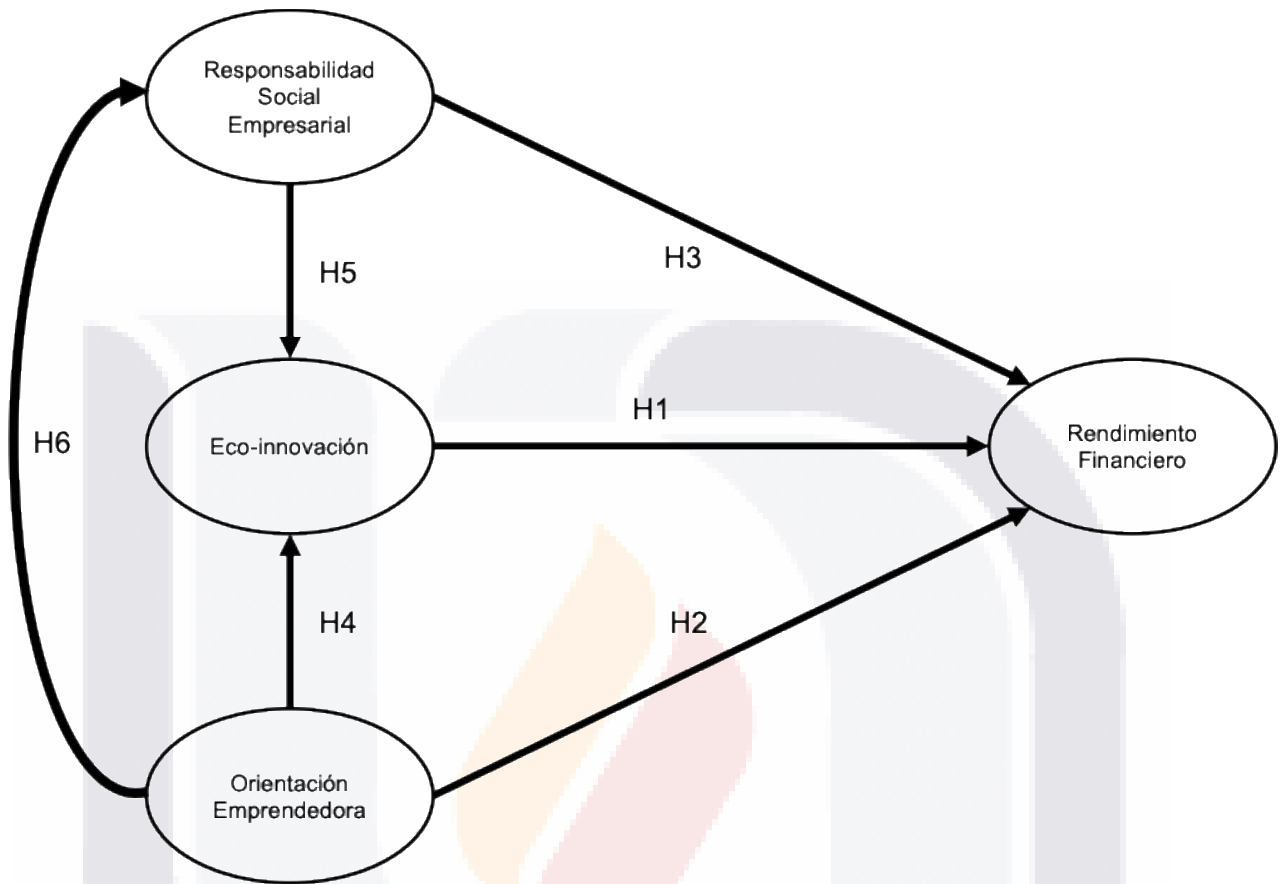 Responsabilidad
Social
Empresarial
H5
H3
H1
Eco-innovación
Rendimiento
Financiero
H6
H4
H2
Orientación
Emprendedora